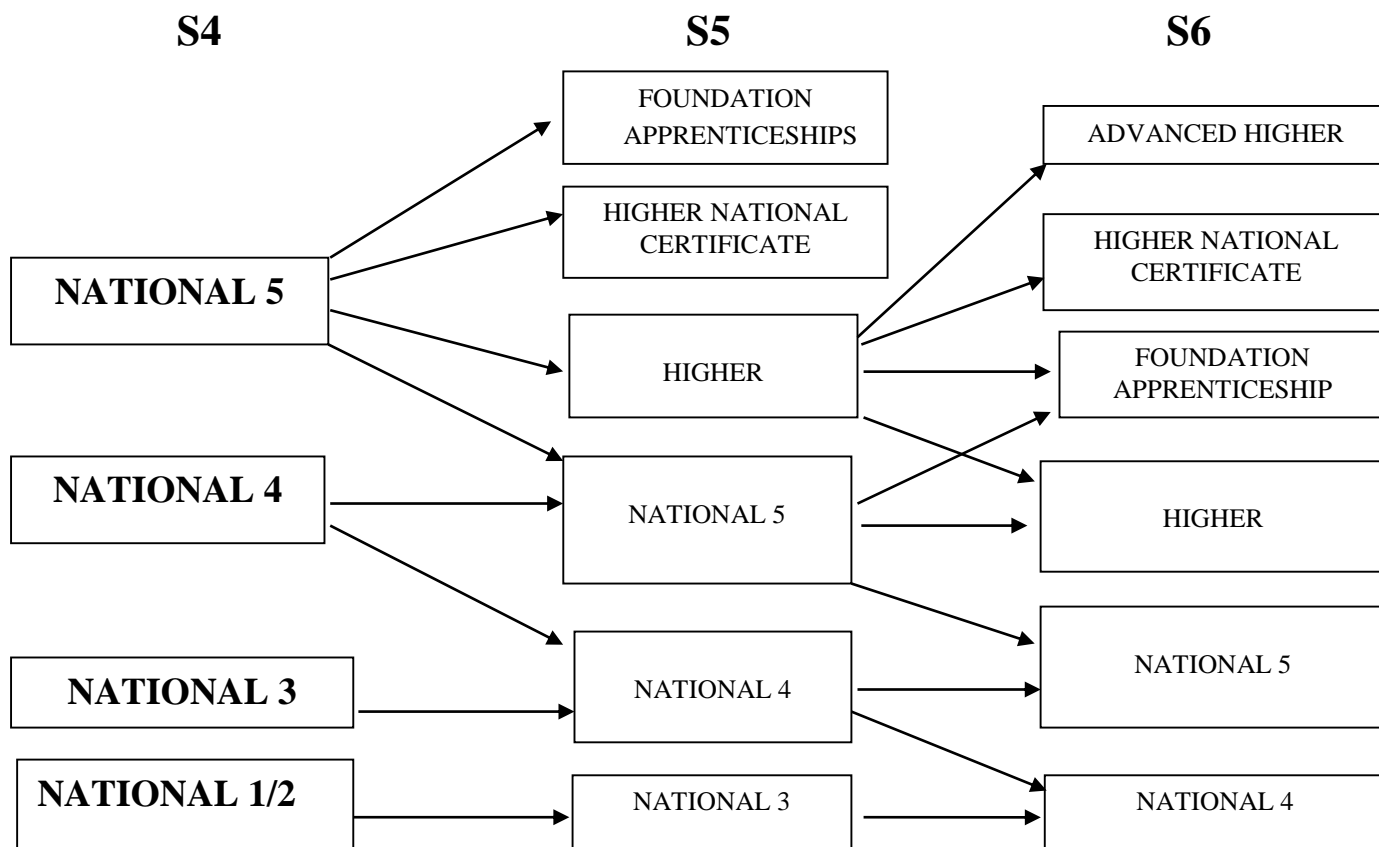 S4
S5
S6
NATIONAL 5
NATIONAL 4
NATIONAL 3
NATIONAL 1/2
FOUNDATION
APPRENTICESHIPS
HIGHER NATIONAL
CERTIFICATE
HIGHER
NATIONAL 5
NATIONAL 4
NATIONAL 3
ADVANCED HIGHER
HIGHER NATIONAL
CERTIFICATE
FOUNDATION
APPRENTICESHIP
HIGHER
NATIONAL 5
NATIONAL 4